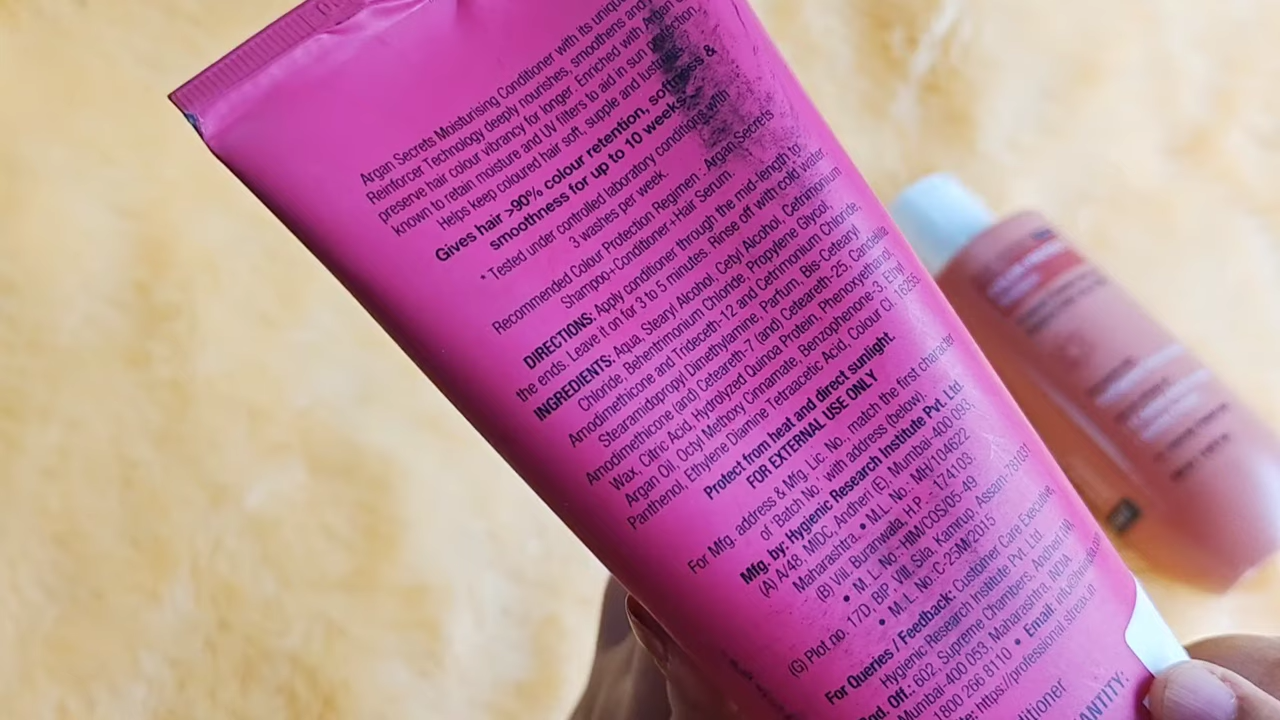 Argan Secrets Moisturising Conditioner with its unique
Reinforcer Technology deeply nourishes, smoothens and
preserve hair colour vibrancy for longer. Enriched with Argan
known to retain moisture and UV filters to aid in sun
Helps keep coloured hair soft, supple and
Gives hair >90% colour retention, softness &
smoothness for up to 10 weeks
* Tested under controlled laboratory conditions with
3 washes per week.
Recommended Colour Protection Regimen - Argan Secrets
Shampoo+Conditioner+Hair Serum
DIRECTIONS: Apply conditioner through the mid-length to
the ends. Leave it on for 3 to 5 minutes. Rinse off with cold water.
INGREDIENTS: Aqua, Stearyl Alcohol, Cetyl Alcohol, Cetrimonium
Chloride, Behentrimonium Chloride, Propylene Glycol,
Amodimethicone and Trideceth-12 and Cetrimonium Chloride,
Stearamidopropyl Dimethylamine, Parfum, Bis-Cetearyl
Amodimethicone (and) Ceteareth-7 (and) Ceteareth-25, Candelila
Wax, Citric Acid, Hydrolyzed Quinoa Protein, Phenoxyethanol,
Argan Oil, Octyl Methoxy Cinnamate, Benzophenone-3, Ethyl
Panthenol, Ethylene Diamine Tetraacetic Acid, Colour CI. 16255.
Protect from heat and direct sunlight.
FOR EXTERNAL USE ONLY
For Mfg. address & Mfg. Lic. No., match the first character
of 'Batch No.' with address (below)
Mfg. by: Hygienic Research Institute Pvt. Ltd.
(A) A/48, MIDC, Andheri (E), Mumbai-400 093,
Maharashtra • M.L. No.: MH/104622
(B) Vill. Buranwala, H.P. - 174103.
• M. L. No.: HIM/COS/05/49
(G) Plot.no. 17D, BIP, Vill. Sila, Kamrup, Assam-781031
• M. L. No.:C-25M/2015
For Queries / Feedback: Customer Care Executive,
Hygienic Research Institute Pvt. Ltd.
Off.: 602, Supreme Chambers, Andheri (W),
Mumbai-400 053, Maharashtra, INDIA
1800 266 8110 • Email:
https://professional.streax.in